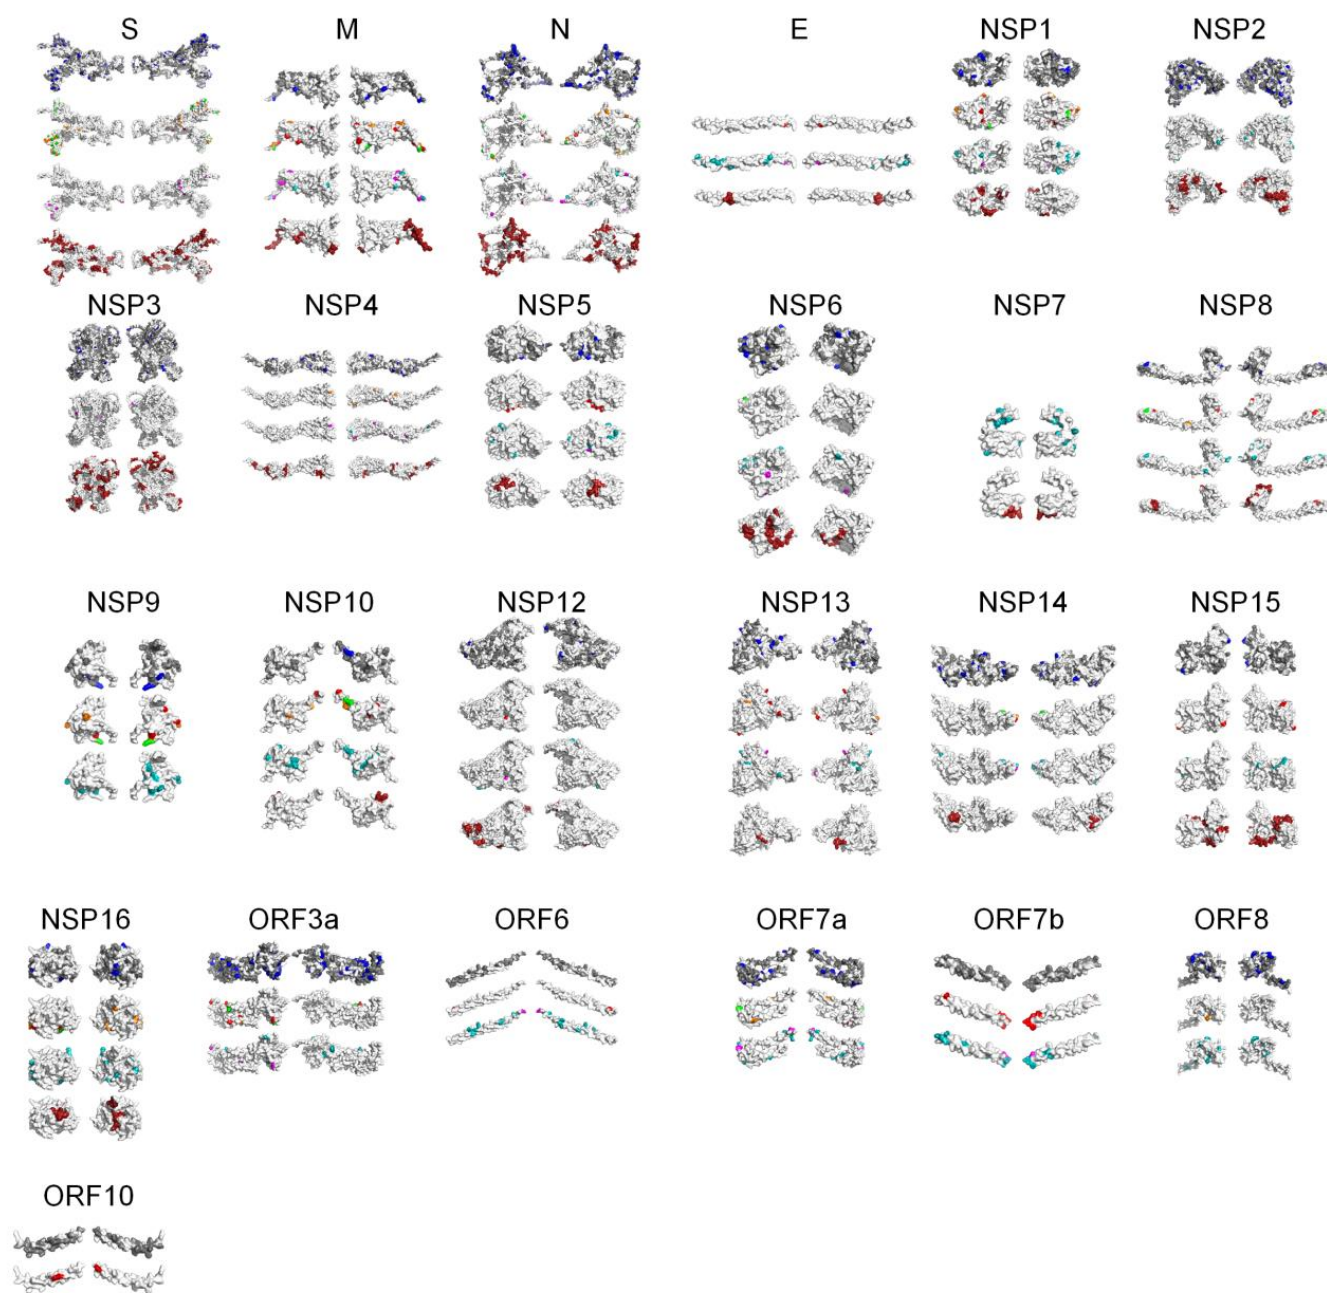 S M N E NSP1 NSP2
NSP3 NSP4 NSP5 NSP6 NSP7 NSP8
NSP9 NSP10 NSP12 NSP13 NSP14 NSP15
NSP16 ORF3a ORF6 ORF7a ORF7b ORF8
ORF10